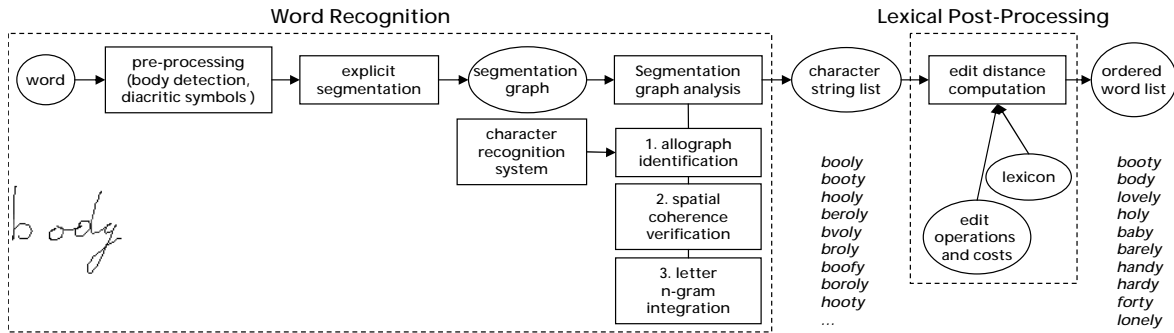 Word Recognition
Lexical Post-Processing
word
pre-processing
(body detection,
diacritic symbols )
explicit
segmentation
segmentation
graph
Segmentation
graph analysis
character
string list
edit distance
computation
ordered
word list
character
recognition
system
1. allograph
identification
2. spatial
coherence
verification
3. letter
n-gram
integration
body
booly
booty
hooly
beroly
bvoly
broly
boofy
boroly
hooty
...
lexicon
edit
operations
and costs
booty
body
lovely
holy
baby
barely
handy
hardy
forty
lonely